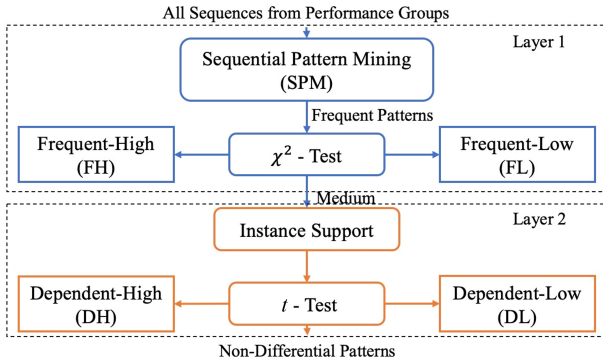 All Sequences from Performance Groups
Layer 1
Sequential Pattern Mining
(SPM)
Frequent Patterns
Frequent-High
(FH)
χ² - Test
Frequent-Low
(FL)
Medium
Layer 2
Instance Support
Dependent-High
(DH)
t - Test
Dependent-Low
(DL)
Non-Differential Patterns